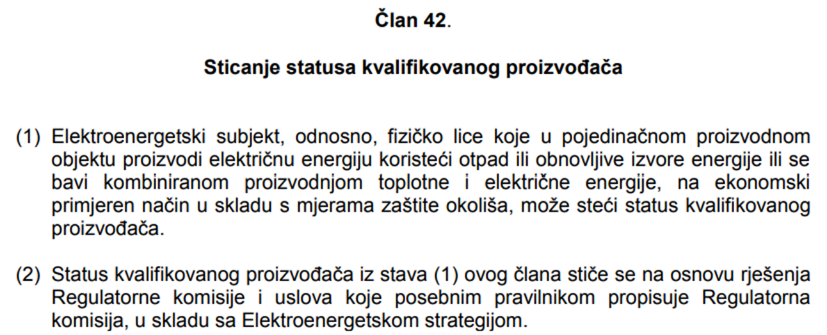 Član 42.
Sticanje statusa kvalifikovanog proizvođača
(1) Elektroenergetski subjekt, odnosno, fizičko lice koje u pojedinačnom proizvodnom
objektu proizvodi električnu energiju koristeći otpad ili obnovljive izvore energije ili se
bavi kombiniranom proizvodnjom toplotne i električne energije, na ekonomski
primjeren način u skladu s mjerama zaštite okoliša, može steći status kvalifikovanog
proizvođača.
(2) Status kvalifikovanog proizvođača iz stava (1) ovog člana stiče se na osnovu rješenja
Regulatorne komisije i uslova koje posebnim pravilnikom propisuje Regulatorna
komisija, u skladu sa Elektroenergetskom strategijom.